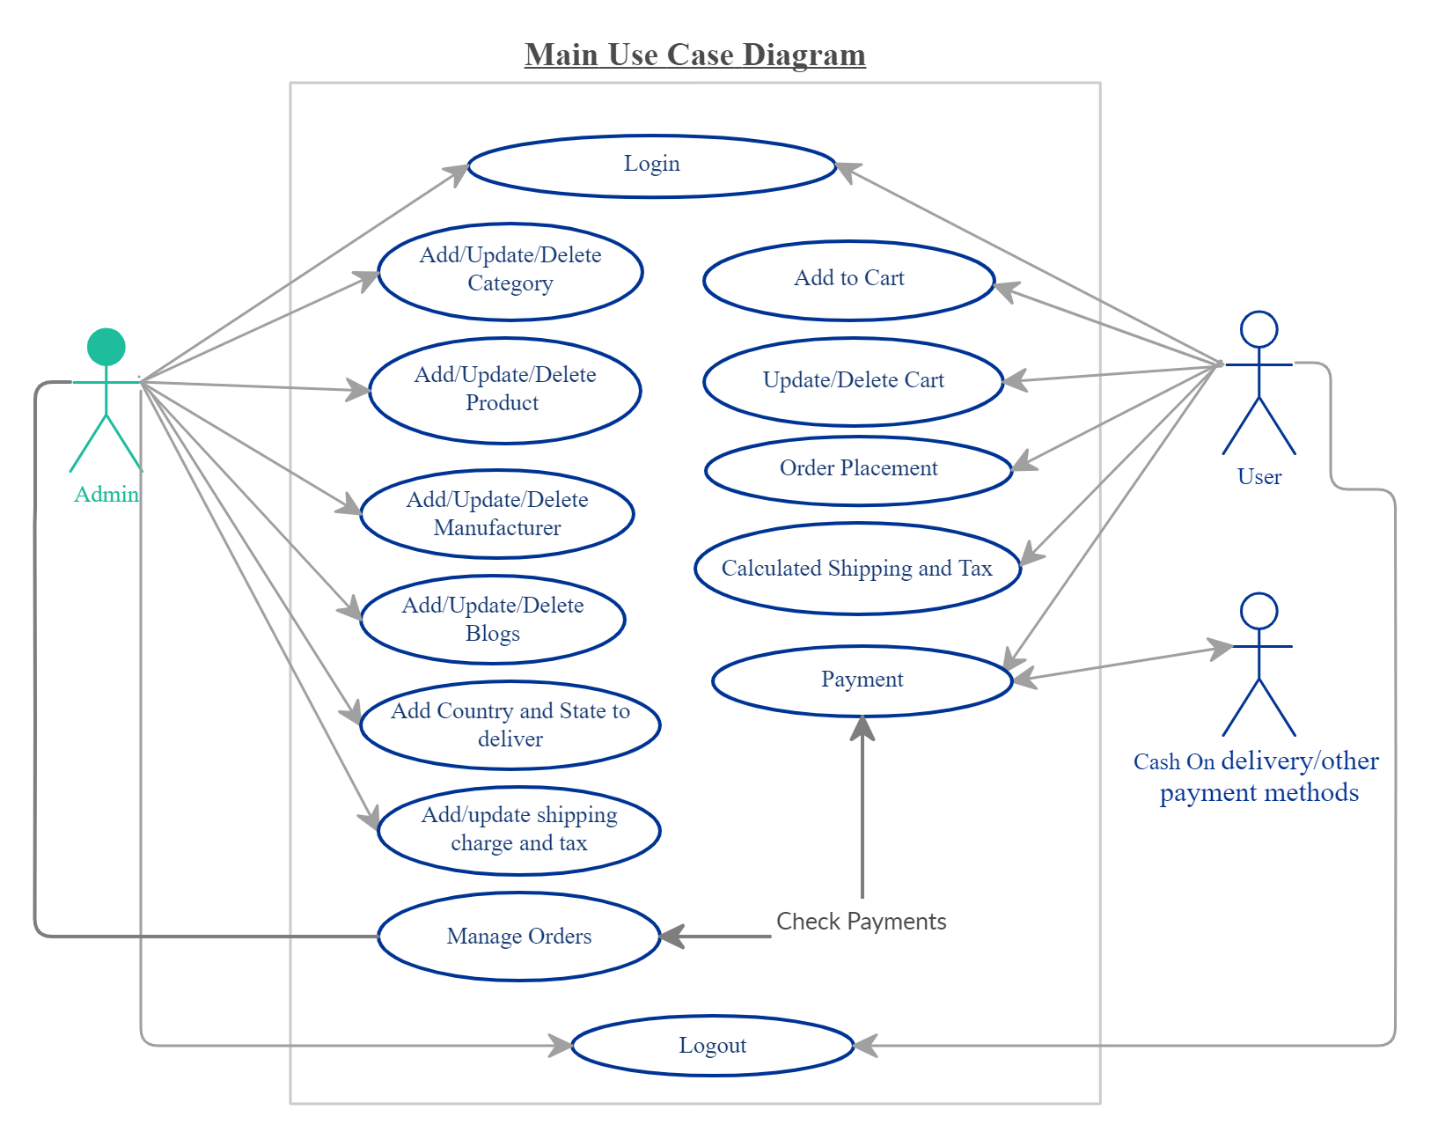 Main Use Case Diagram
Login
Add/Update/Delete
Category
Add to Cart
Add/Update/Delete
Product
Update/Delete Cart
Admin
User
Order Placement
Add/Update/Delete
Manufacturer
Calculated Shipping and Tax
Add/Update/Delete
Blogs
Payment
Add Country and State to
deliver
Cash On delivery/other
payment methods
Add/update shipping
charge and tax
Check Payments
Manage Orders
Logout